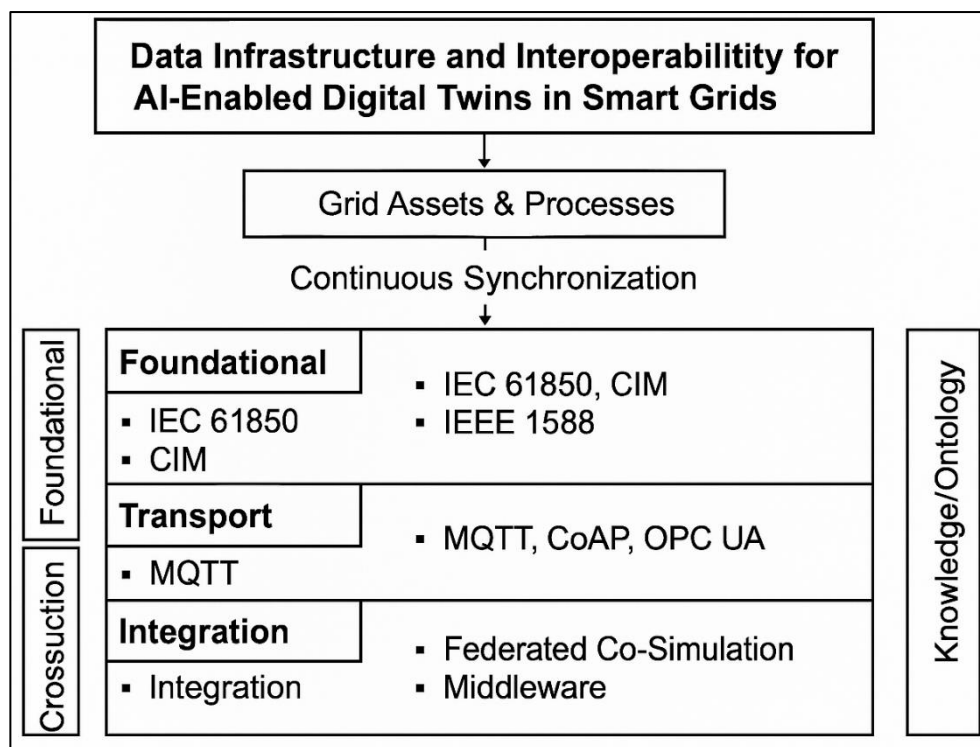 Data Infrastructure and Interoperabilitity for
AI-Enabled Digital Twins in Smart Grids
Grid Assets & Processes
Continuous Synchronization
Foundational
Foundational
▪ IEC 61850
▪ CIM
▪ IEC 61850, CIM
▪ IEEE 1588
Transport
▪ MQTT
▪ MQTT, CoAP, OPC UA
Crossuction
Integration
▪ Integration
▪ Federated Co-Simulation
▪ Middleware
Knowledge/Ontology